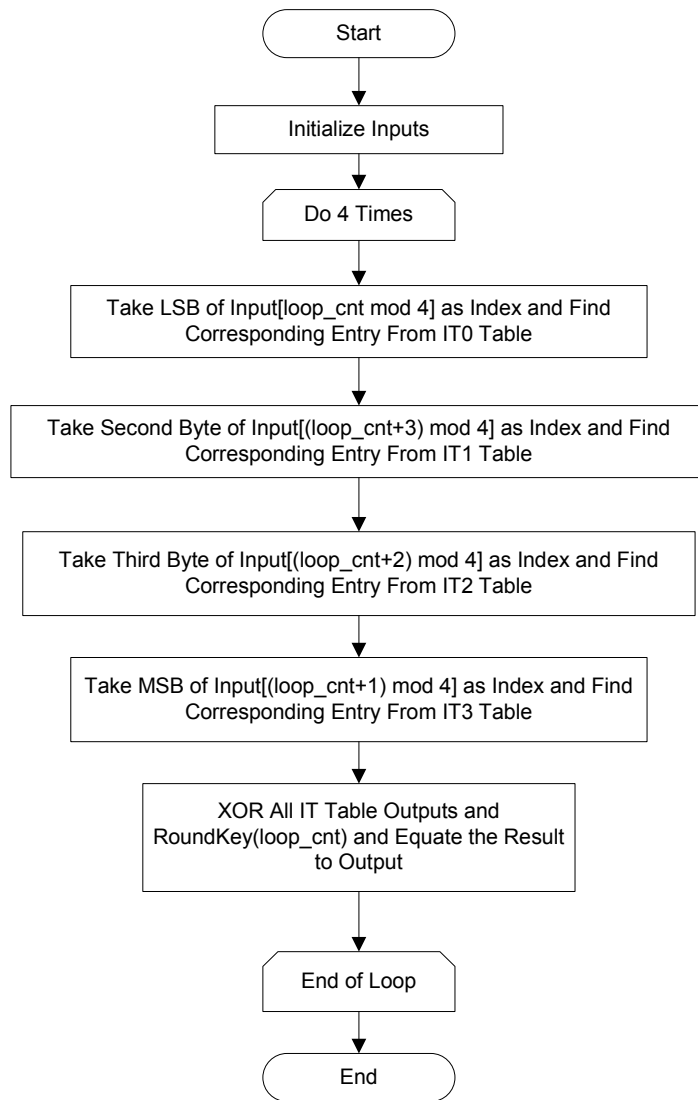 Start
Initialize Inputs
Do 4 Times
Take LSB of Input[loop_cnt mod 4] as Index and Find
Corresponding Entry From IT0 Table
Take Second Byte of Input[(loop_cnt+3) mod 4] as Index and Find
Corresponding Entry From IT1 Table
Take Third Byte of Input[(loop_cnt+2) mod 4] as Index and Find
Corresponding Entry From IT2 Table
Take MSB of Input[(loop_cnt+1) mod 4] as Index and Find
Corresponding Entry From IT3 Table
XOR All IT Table Outputs and
RoundKey(loop_cnt) and Equate the Result
to Output
End of Loop
End